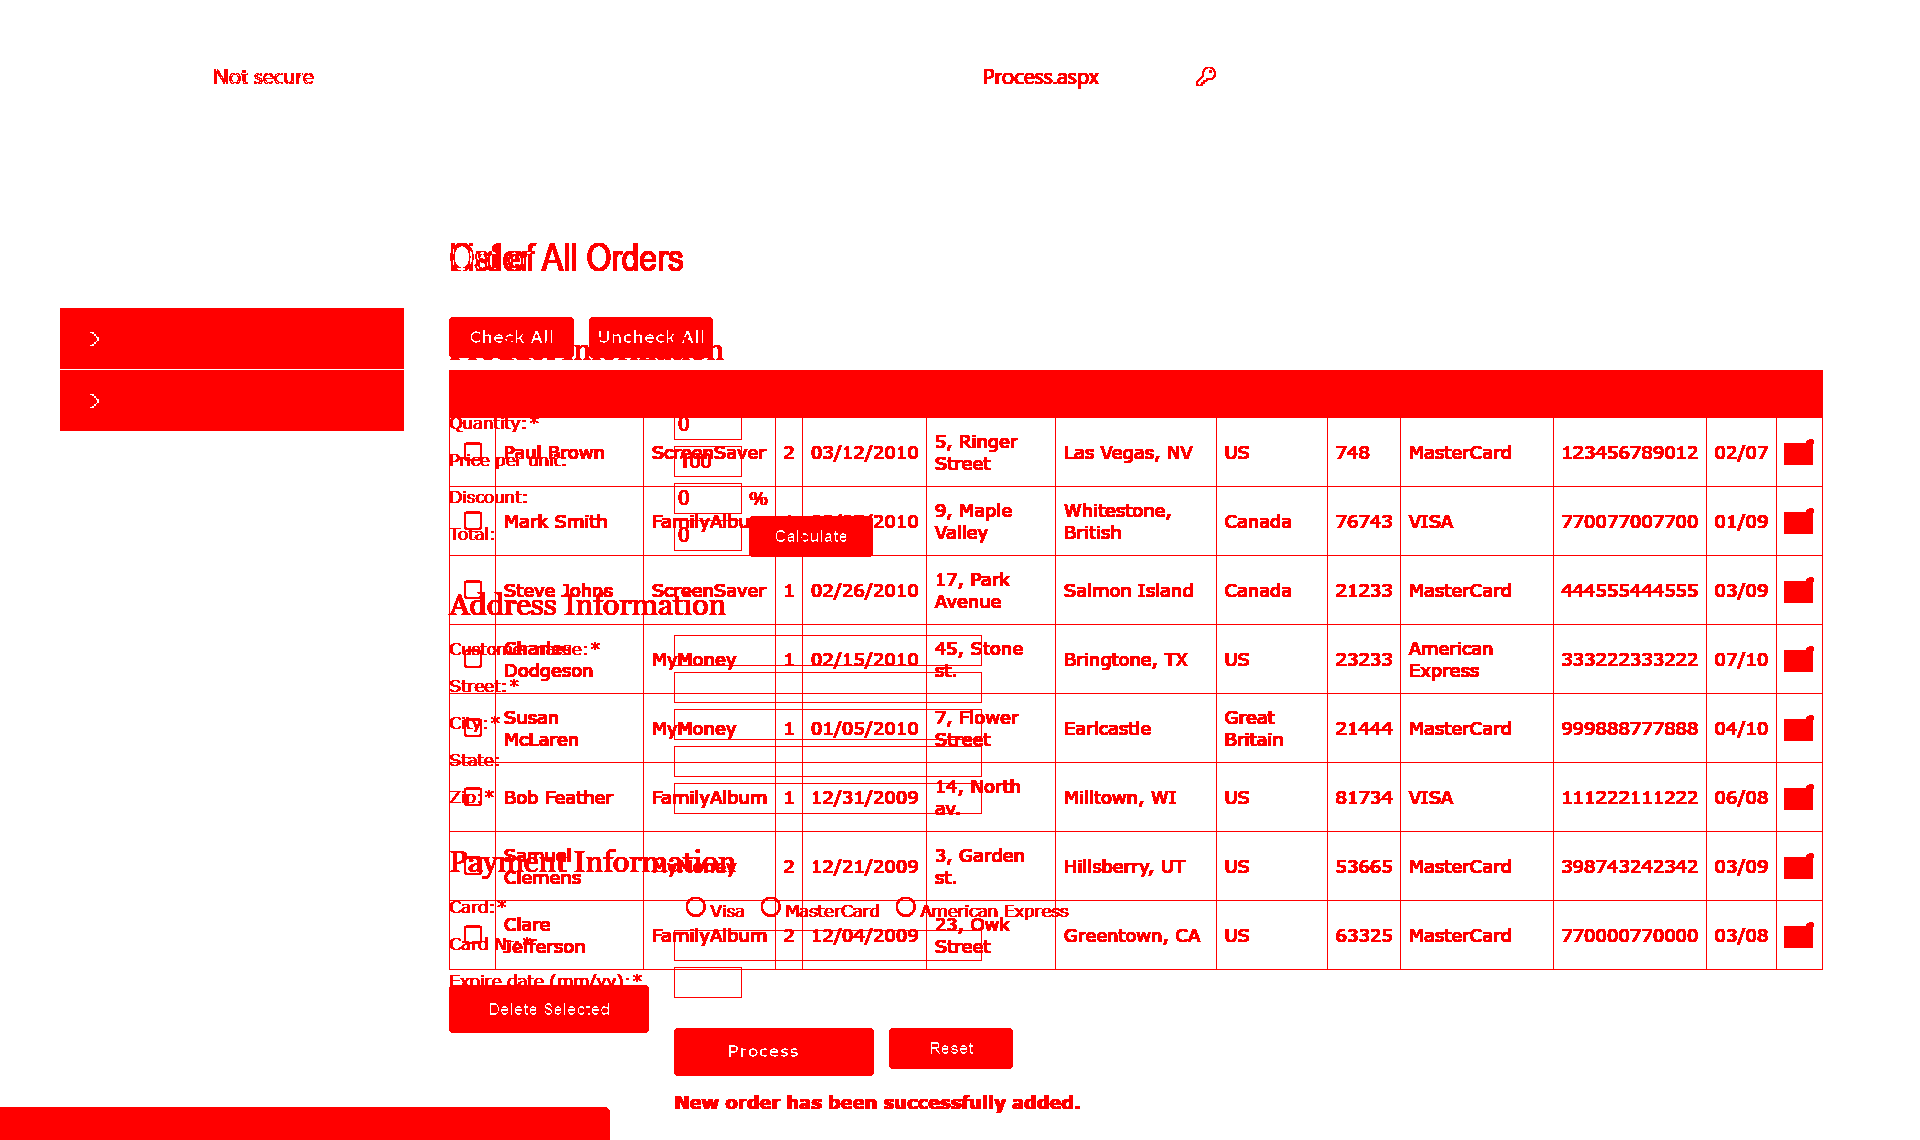 Not secure
Process.aspx
Order
List of All Orders
Check All Uncheck All
Product Information
Quantity:* 0
Paul Brown ScreenSaver 2 03/12/2010 5, Ringer Street Las Vegas, NV US 748 MasterCard 123456789012 02/07
Price per unit: 100
Discount: 0 %
Mark Smith FamilyAlbum 2010 9, Maple Valley Whitestone, British Canada 76743 VISA 770077007700 01/09
Total: 0 Calculate
Steve Johns ScreenSaver 1 02/26/2010 17, Park Avenue Salmon Island Canada 21233 MasterCard 444555444555 03/09
Address Information
Customer name:*
Charles Dodgeson MyMoney 1 02/15/2010 45, Stone st. Bringtone, TX US 23233 American Express 333222333222 07/10
Street:*
City:*
Susan McLaren MyMoney 1 01/05/2010 7, Flower Street Earlcastle Great Britain 21444 MasterCard 999888777888 04/10
State:
Zip:*
Bob Feather FamilyAlbum 1 12/31/2009 14, North av. Milltown, WI US 81734 VISA 111222111222 06/08
Samuel Clemens MyMoney 2 12/21/2009 3, Garden st. Hillsberry, UT US 53665 MasterCard 398743242342 03/09
Payment Information
Card:* Visa MasterCard American Express
Clare Jefferson FamilyAlbum 2 12/04/2009 23, Owk Street Greentown, CA US 63325 MasterCard 770000770000 03/08
Card Nr:*
Expire date (mm/yy):*
Delete Selected
Process Reset
New order has been successfully added.